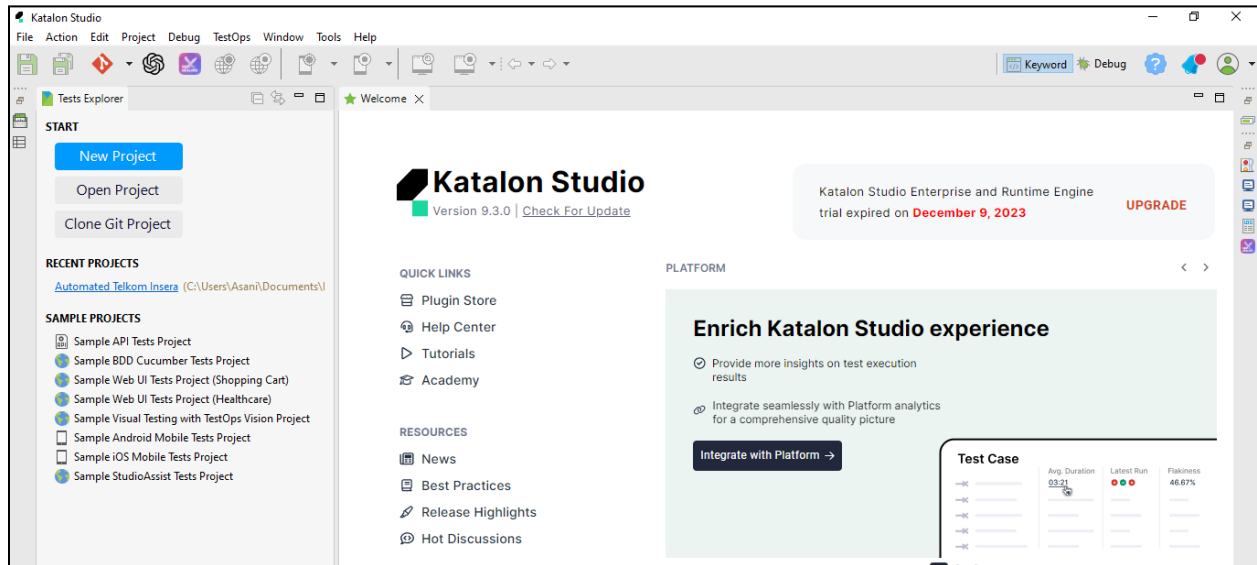 Katalon Studio
File Action Edit Project Debug TestOps Window Tools Help
Keyword Debug
Tests Explorer
Welcome
START
New Project
Open Project
Clone Git Project
RECENT PROJECTS
Automated Telkom Insera (C:\Users\Asani\Documents\
SAMPLE PROJECTS
Sample API Tests Project
Sample BDD Cucumber Tests Project
Sample Web UI Tests Project (Shopping Cart)
Sample Web UI Tests Project (Healthcare)
Sample Visual Testing with TestOps Vision Project
Sample Android Mobile Tests Project
Sample iOS Mobile Tests Project
Sample StudioAssist Tests Project
Katalon Studio
Version 9.3.0 | Check For Update
Katalon Studio Enterprise and Runtime Engine
trial expired on December 9, 2023
UPGRADE
QUICK LINKS
Plugin Store
Help Center
Tutorials
Academy
RESOURCES
News
Best Practices
Release Highlights
Hot Discussions
PLATFORM
Enrich Katalon Studio experience
Provide more insights on test execution
results
Integrate seamlessly with Platform analytics
for a comprehensive quality picture
Integrate with Platform →
Test Case
Avg. Duration Latest Run Flakiness
03:21 46.67%